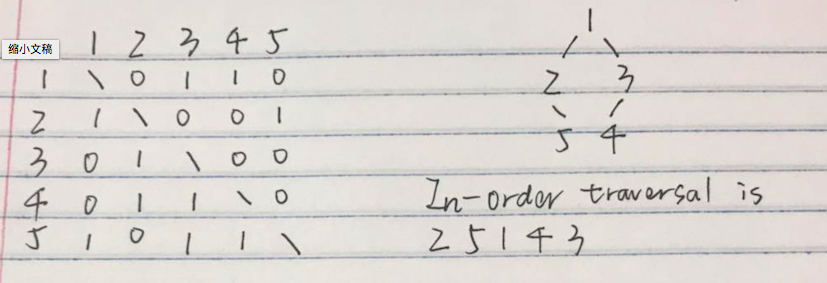 缩小文稿
1 2 3 4 5
1 \ 0 1 1 0
2 1 \ 0 0 1
3 0 1 \ 0 0
4 0 1 1 \ 0
5 1 0 1 1 \
1
2 3
5 4
In-order traversal is
2 5 1 4 3